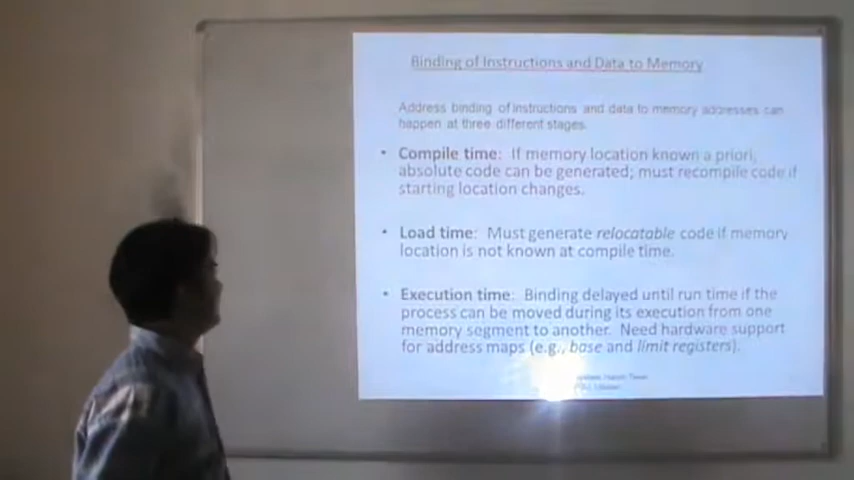 Binding of Instructions and Data to Memory
Address binding of instructions and data to memory addresses can
happen at three different stages.
• Compile time: If memory location known a priori,
absolute code can be generated; must recompile code if
starting location changes.
• Load time: Must generate relocatable code if memory
location is not known at compile time.
• Execution time: Binding delayed until run time if the
process can be moved during its execution from one
memory segment to another. Need hardware support
for address maps (e.g., base and limit registers).